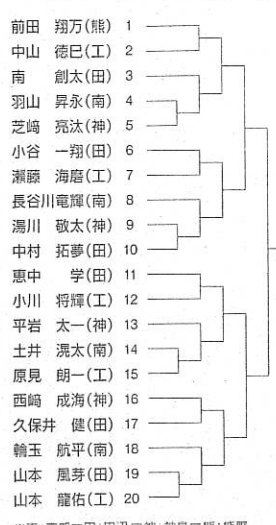 前田 翔万(熊) 1
中山 徳巳(工) 2
南 創太(田) 3
羽山 昇永(南) 4
芝﨑 亮汰(神) 5
小谷 一翔(田) 6
瀬藤 海磨(工) 7
長谷川竜輝(南) 8
湯川 敬太(神) 9
中村 拓夢(田) 10
恵中 学(田) 11
小川 将輝(工) 12
平岩 太一(神) 13
土井 滉太(南) 14
原見 朗一(工) 15
西﨑 成海(神) 16
久保井 健(田) 17
輪玉 航平(南) 18
山本 風芽(田) 19
山本 龍佑(工) 20